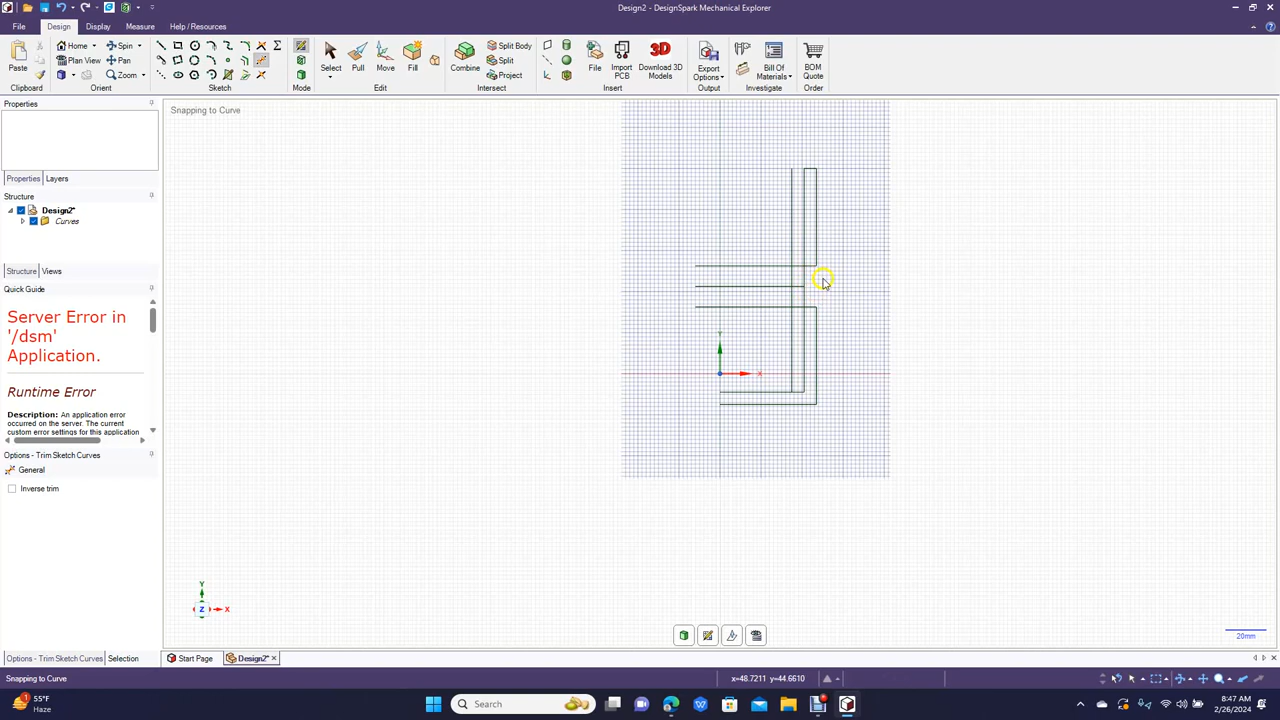 Design2 - DesignSpark Mechanical Explorer
File Design Display Measure Help / Resources
Paste
Home Spin
Plan View Pan
Zoom
Select Pull Move Fill
Combine
Split Body
Split
Project
File Import PCB Download 3D Models
3D
Export Options
Bill Of Materials
BOM Quote
Clipboard Orient Sketch Mode Edit Intersect Insert Output Investigate Order
Properties
Snapping to Curve
Properties Layers
Structure
Design2*
Curves
Structure Views
Quick Guide
Server Error in
'/dsm'
Application.
Runtime Error
Description: An application error
occurred on the server. The current
custom error settings for this application
Options - Trim Sketch Curves
General
Inverse trim
Y
X
Y
Z X
20mm
Options - Trim Sketch Curves Selection
Start Page Design2*
Snapping to Curve
x=48.7211 y=44.6610
1
55°F
Haze
Search
8:47 AM
2/26/2024